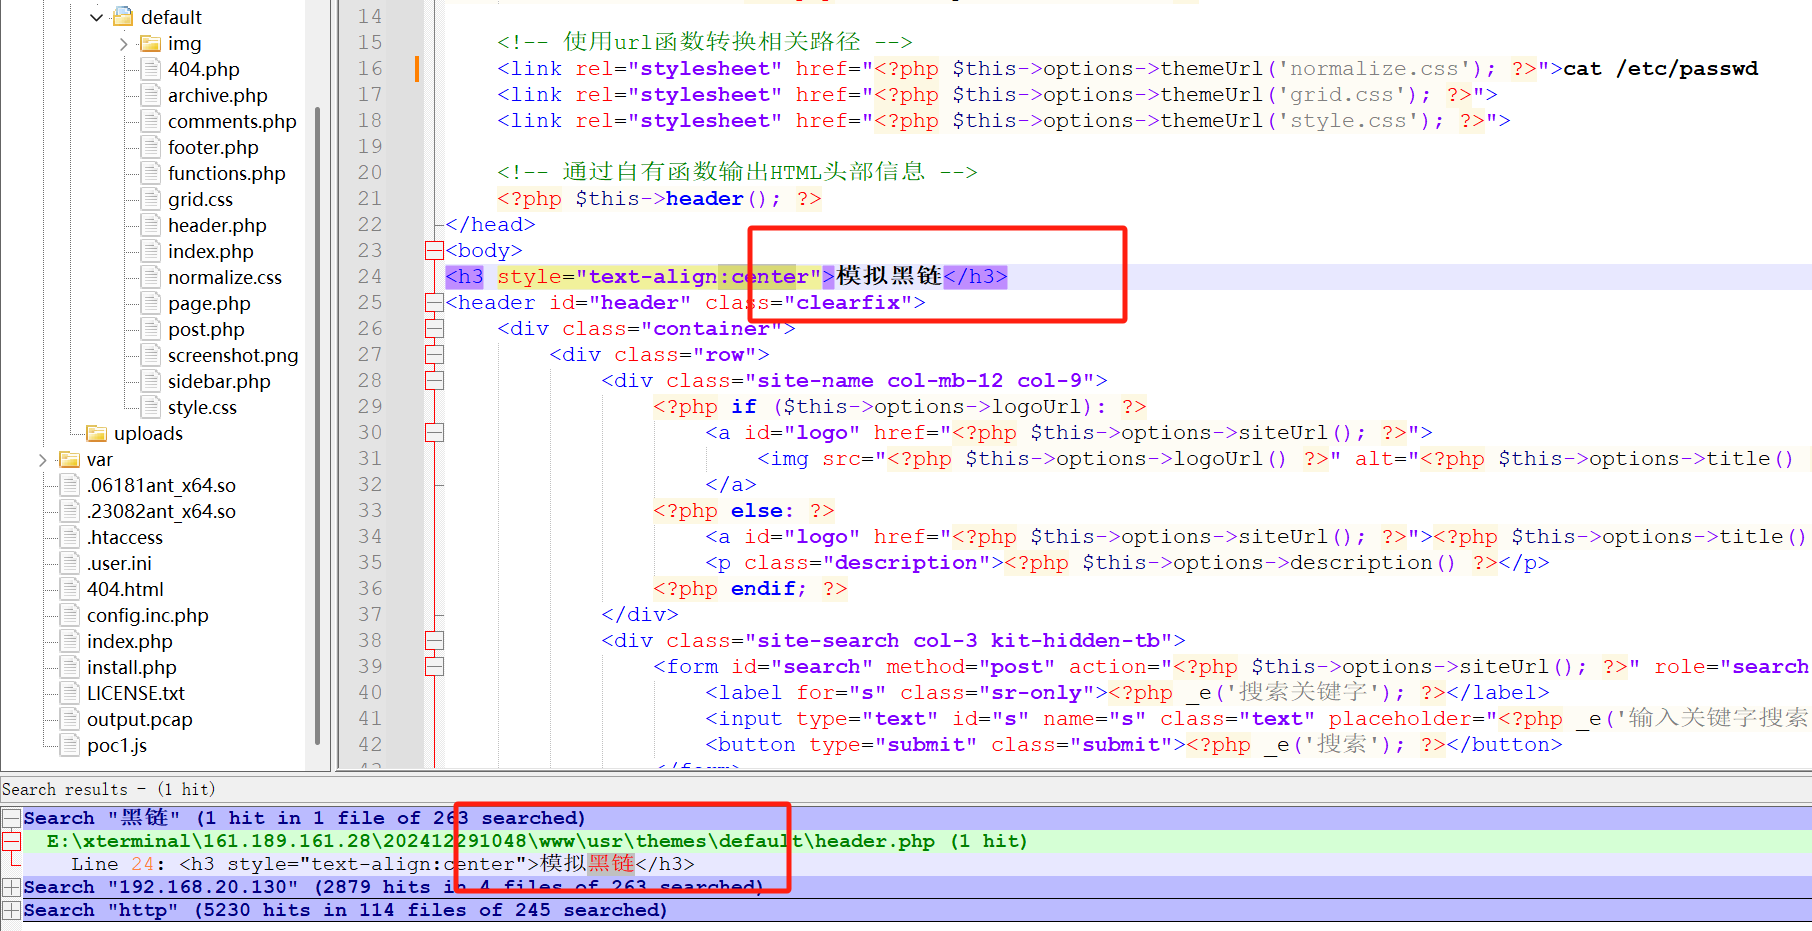 default
img
404.php
archive.php
comments.php
footer.php
functions.php
grid.css
header.php
index.php
normalize.css
page.php
post.php
screenshot.png
sidebar.php
style.css
uploads
var
.06181ant_x64.so
.23082ant_x64.so
.htaccess
.user.ini
404.html
config.inc.php
index.php
install.php
LICENSE.txt
output.pcap
poc1.js
14
15 <!-- 使用url函数转换相关路径 -->
16 <link rel="stylesheet" href="<?php $this->options->themeUrl('normalize.css'); ?>">cat /etc/passwd
17 <link rel="stylesheet" href="<?php $this->options->themeUrl('grid.css'); ?>">
18 <link rel="stylesheet" href="<?php $this->options->themeUrl('style.css'); ?>">
19
20 <!-- 通过自有函数输出HTML头部信息 -->
21 <?php $this->header(); ?>
22 </head>
23 <body>
24 <h3 style="text-align:center">模拟黑链</h3>
25 <header id="header" class="clearfix">
26 <div class="container">
27 <div class="row">
28 <div class="site-name col-mb-12 col-9">
29 <?php if ($this->options->logoUrl): ?>
30 <a id="logo" href="<?php $this->options->siteUrl(); ?>">
31 <img src="<?php $this->options->logoUrl() ?>" alt="<?php $this->options->title()
32 </a>
33 <?php else: ?>
34 <a id="logo" href="<?php $this->options->siteUrl(); ?>"><?php $this->options->title()
35 <p class="description"><?php $this->options->description() ?></p>
36 <?php endif; ?>
37 </div>
38 <div class="site-search col-3 kit-hidden-tb">
39 <form id="search" method="post" action="<?php $this->options->siteUrl(); ?>" role="search
40 <label for="s" class="sr-only"><?php _e('搜索关键字'); ?></label>
41 <input type="text" id="s" name="s" class="text" placeholder="<?php _e('输入关键字搜索
42 <button type="submit" class="submit"><?php _e('搜索'); ?></button>
Search results - (1 hit)
Search "黑链" (1 hit in 1 file of 263 searched)
E:\xterminal\161.189.161.28\202412291048\www\usr\themes\default\header.php (1 hit)
Line 24: <h3 style="text-align:center">模拟黑链</h3>
Search "192.168.20.130" (2879 hits in 4 files of 263 searched)
Search "http" (5230 hits in 114 files of 245 searched)